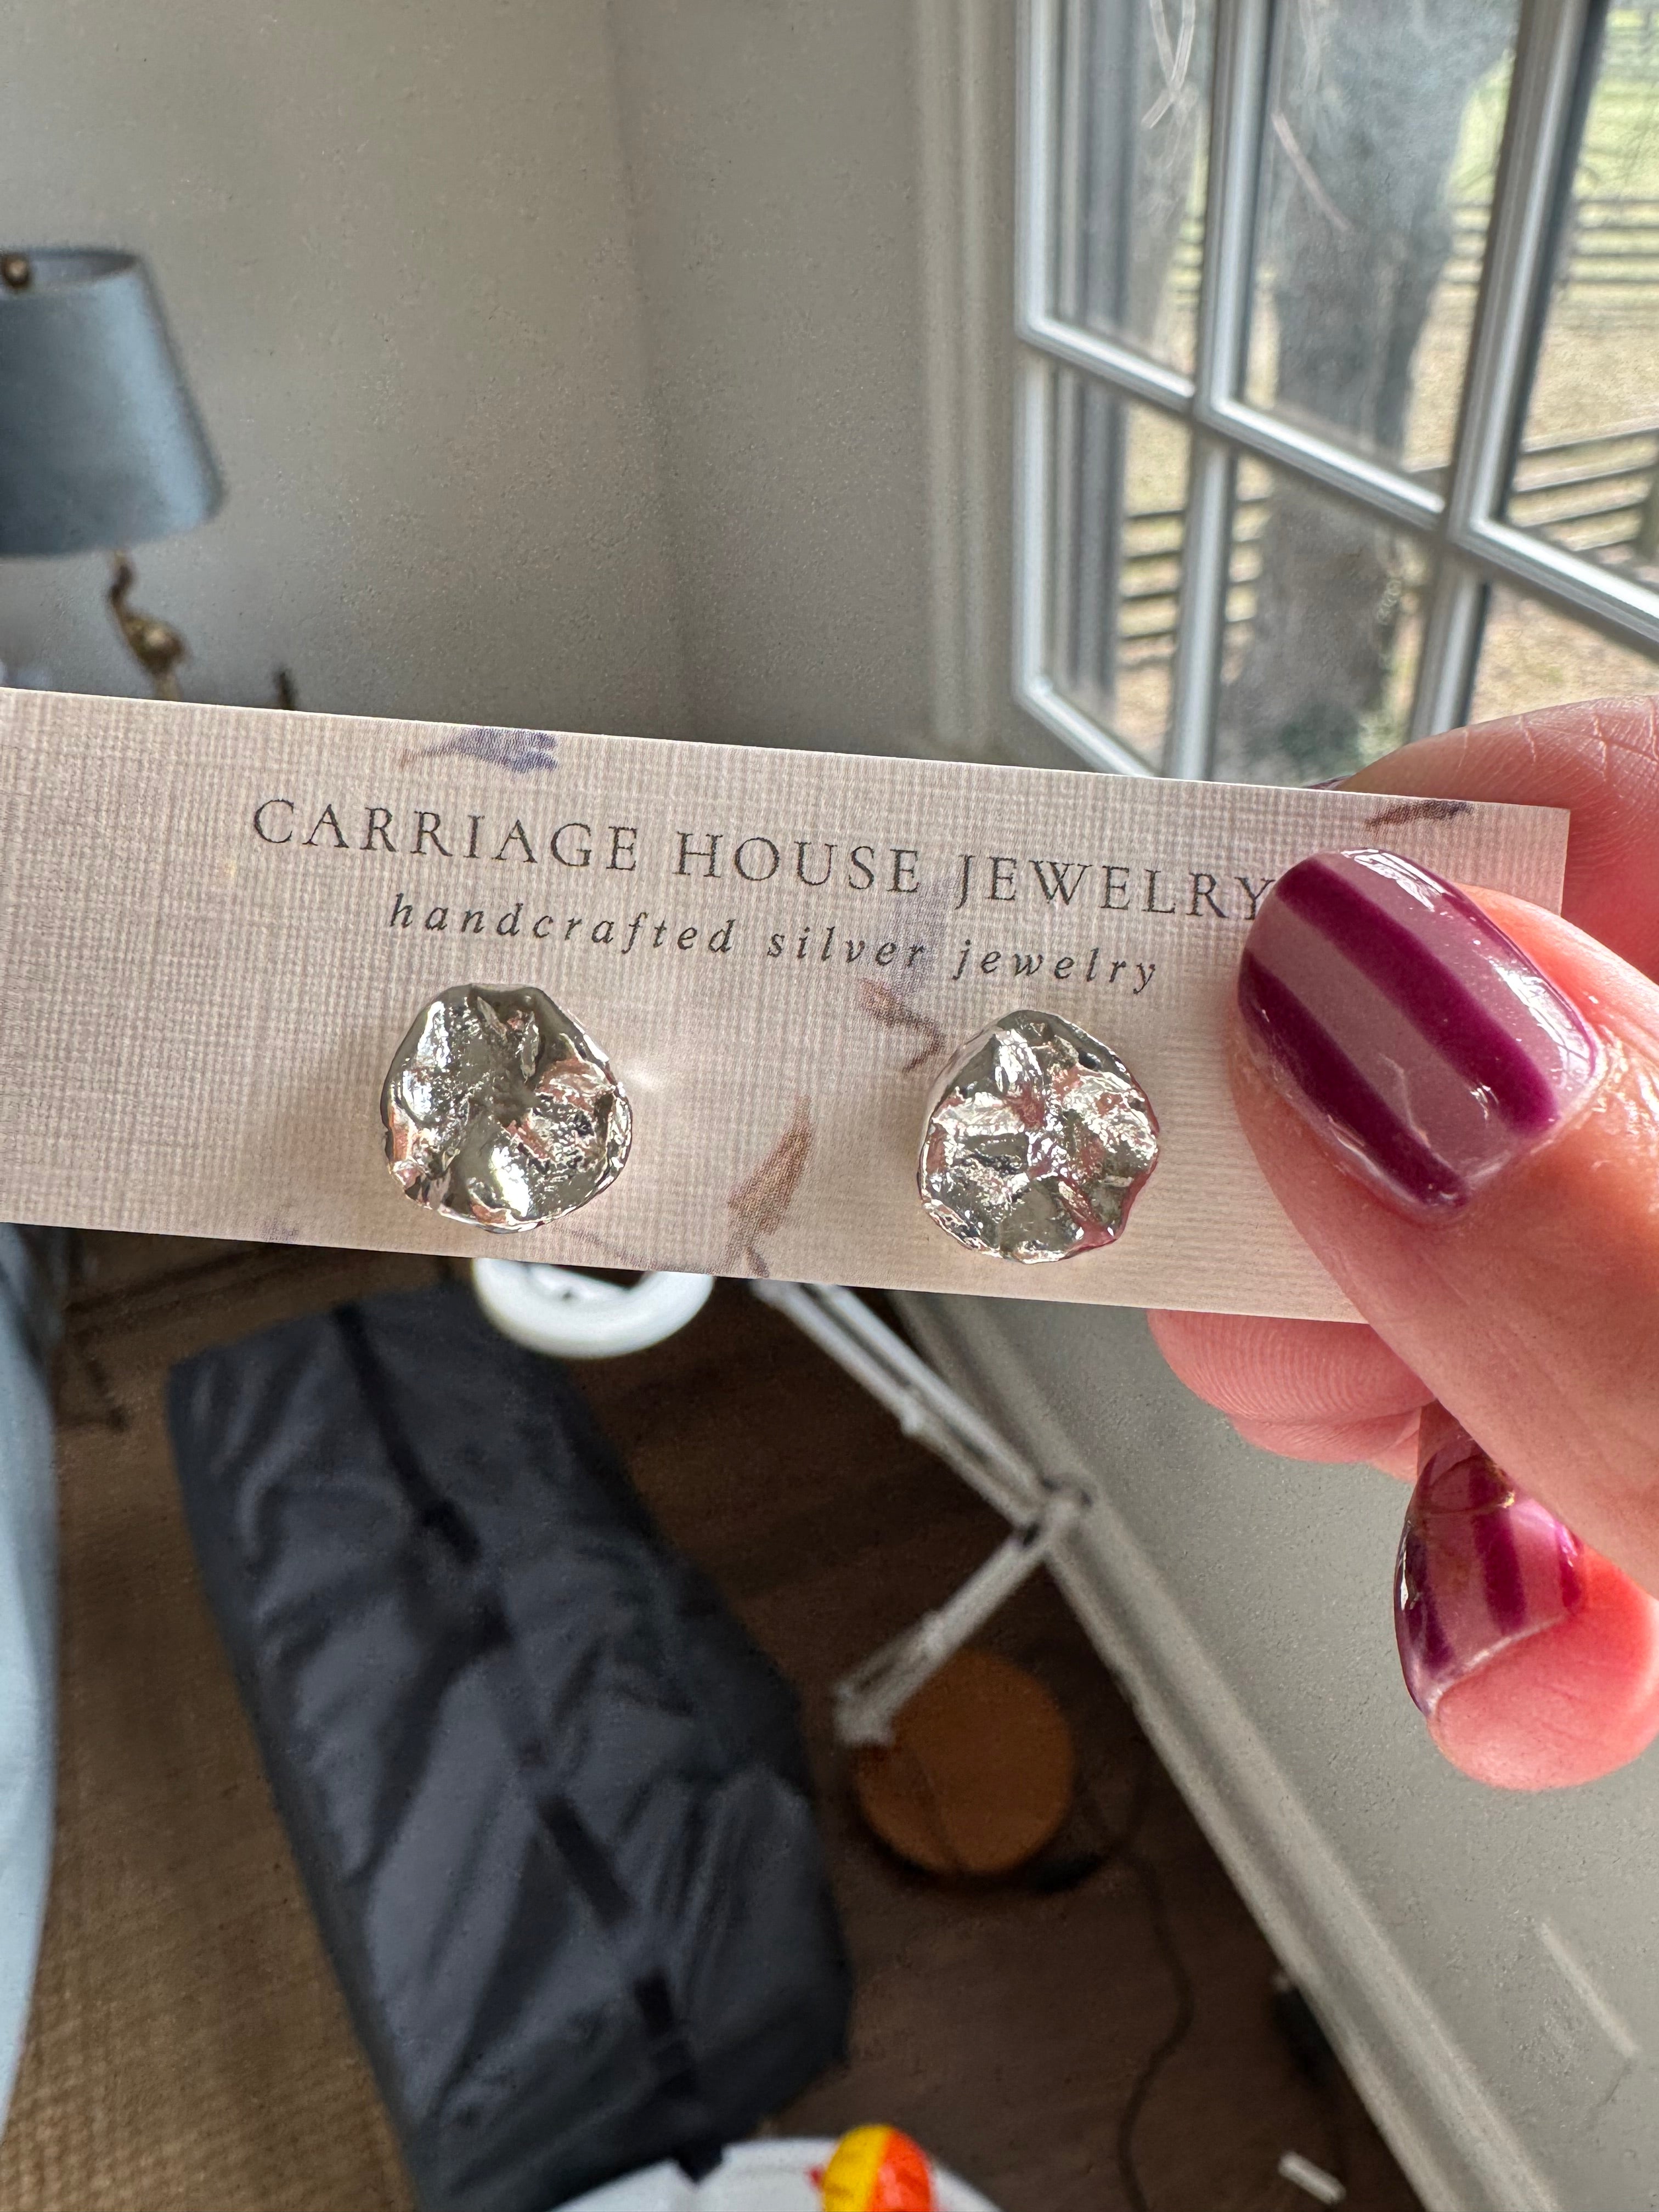 CARRIAGE HOUSE JEWELRY
handcrafted silver jewelry